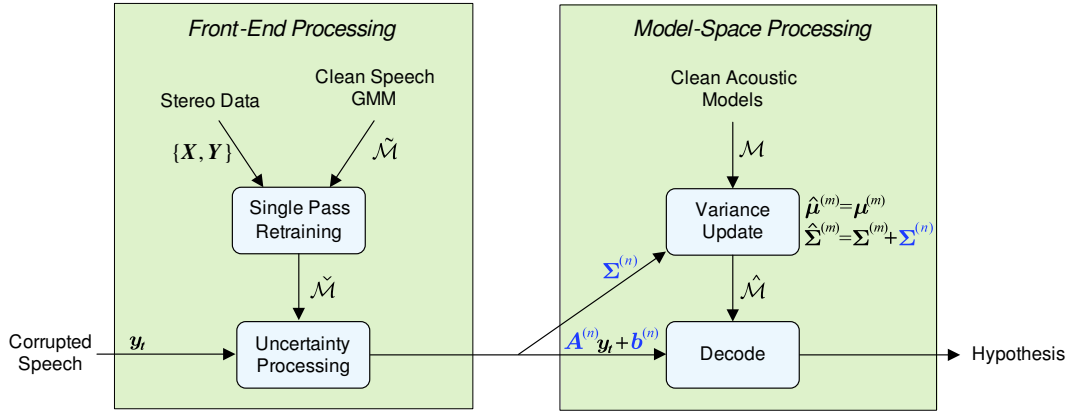 Front-End Processing
Stereo Data
Clean Speech
GMM
{X, Y}
ℳ̃
Single Pass
Retraining
ℳ̌
Corrupted
Speech
yₜ
Uncertainty
Processing
Model-Space Processing
Clean Acoustic
Models
ℳ
Variance
Update
μ̂⁽ᵐ⁾=μ⁽ᵐ⁾
Σ̂⁽ᵐ⁾=Σ⁽ᵐ⁾+Σ⁽ⁿ⁾
Σ⁽ⁿ⁾
ℳ̂
A⁽ⁿ⁾yₜ+b⁽ⁿ⁾
Decode
Hypothesis